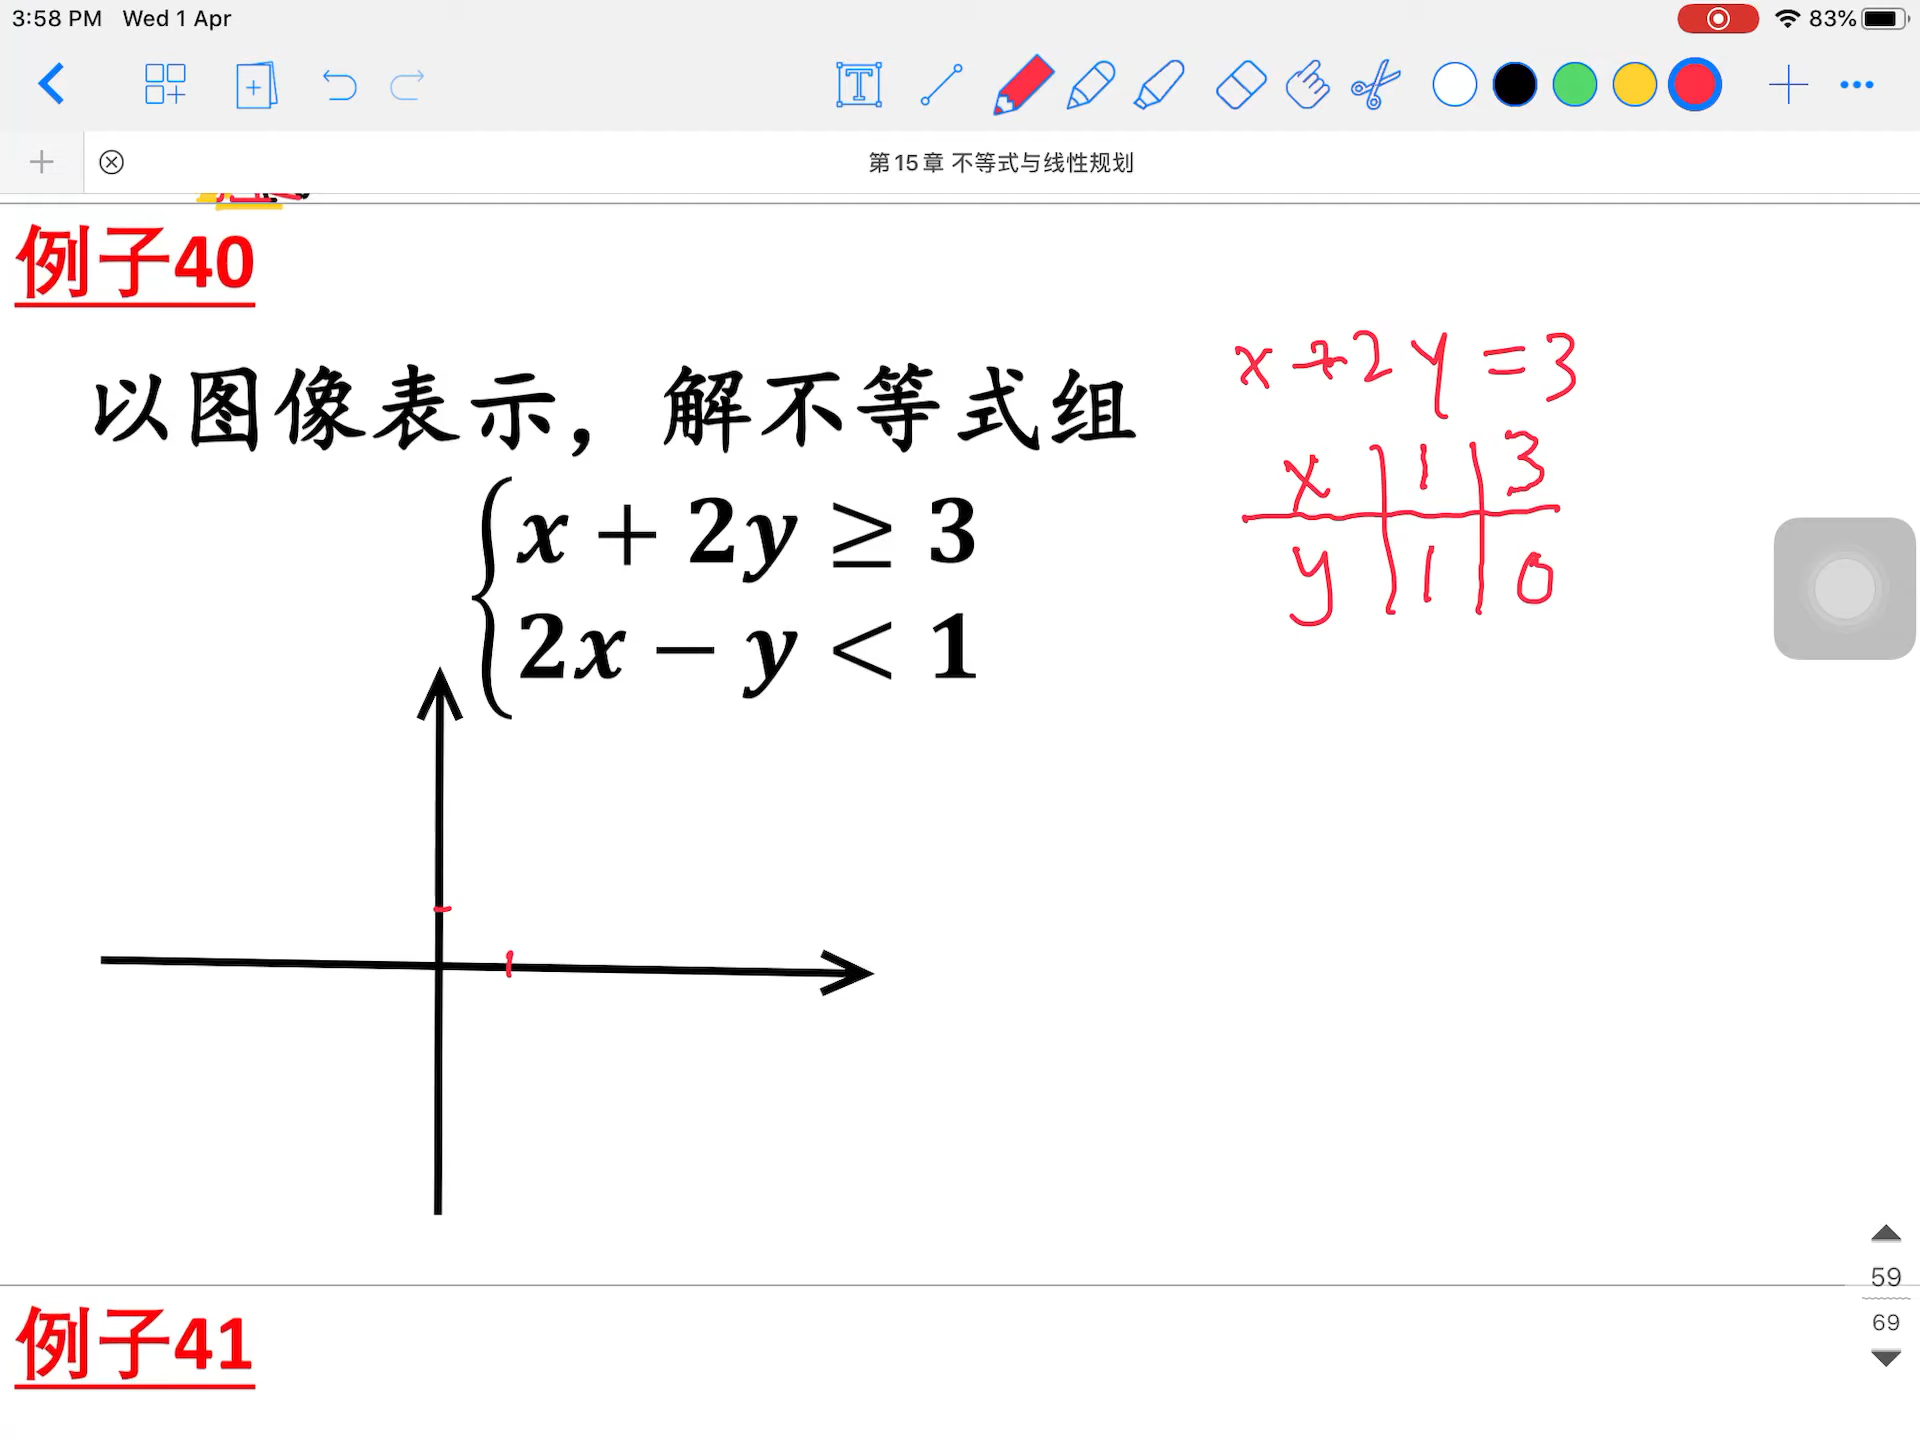 3:58 PM Wed 1 Apr
83%
第15章 不等式与线性规划
例子40
以图像表示，解不等式组
x + 2y ≥ 3
2x − y < 1
x+2y=3
x 1 3
y 1 0
59
69
例子41